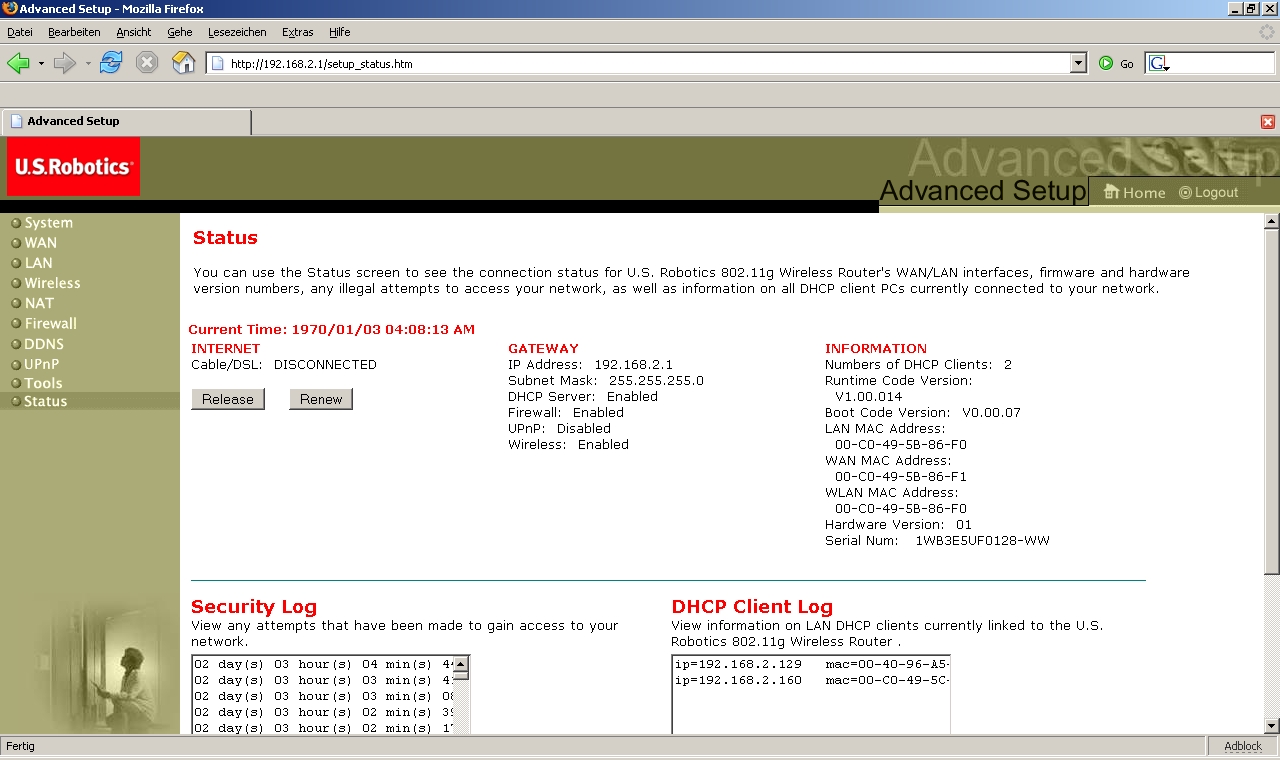 Advanced Setup - Mozilla Firefox
Datei Bearbeiten Ansicht Gehe Lesezeichen Extras Hilfe
http://192.168.2.1/setup_status.htm Go G
Advanced Setup
U.S.Robotics
Advanced Setup
Advanced Setup Home Logout
System
WAN
LAN
Wireless
NAT
Firewall
DDNS
UPnP
Tools
Status
Status
You can use the Status screen to see the connection status for U.S. Robotics 802.11g Wireless Router's WAN/LAN interfaces, firmware and hardware
version numbers, any illegal attempts to access your network, as well as information on all DHCP client PCs currently connected to your network.
Current Time: 1970/01/03 04:08:13 AM
INTERNET
Cable/DSL: DISCONNECTED
Release Renew
GATEWAY
IP Address: 192.168.2.1
Subnet Mask: 255.255.255.0
DHCP Server: Enabled
Firewall: Enabled
UPnP: Disabled
Wireless: Enabled
INFORMATION
Numbers of DHCP Clients: 2
Runtime Code Version:
V1.00.014
Boot Code Version: V0.00.07
LAN MAC Address:
00-C0-49-5B-86-F0
WAN MAC Address:
00-C0-49-5B-86-F1
WLAN MAC Address:
00-C0-49-5B-86-F0
Hardware Version: 01
Serial Num: 1WB3E5UF0128-WW
Security Log
View any attempts that have been made to gain access to your
network.
02 day(s) 03 hour(s) 04 min(s)
02 day(s) 03 hour(s) 03 min(s)
02 day(s) 03 hour(s) 03 min(s)
02 day(s) 03 hour(s) 02 min(s)
02 day(s) 03 hour(s) 02 min(s)
DHCP Client Log
View information on LAN DHCP clients currently linked to the U.S.
Robotics 802.11g Wireless Router .
ip=192.168.2.129 mac=00-40-96-A5-
ip=192.168.2.160 mac=00-C0-49-5C-
Fertig Adblock